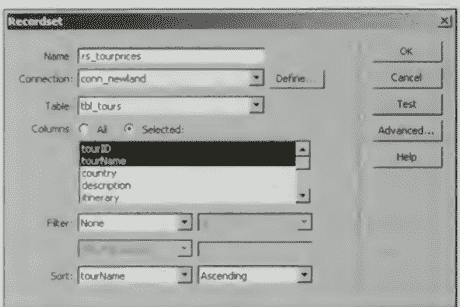 Recordset
Name: rs_tourprices OK
Connection: conn_newland Define... Cancel
Table: tbl_tours Test
Columns: All Selected: Advanced...
tourID Help
tourName
country
description
itinerary
Filter: None =
Sort: tourName Ascending